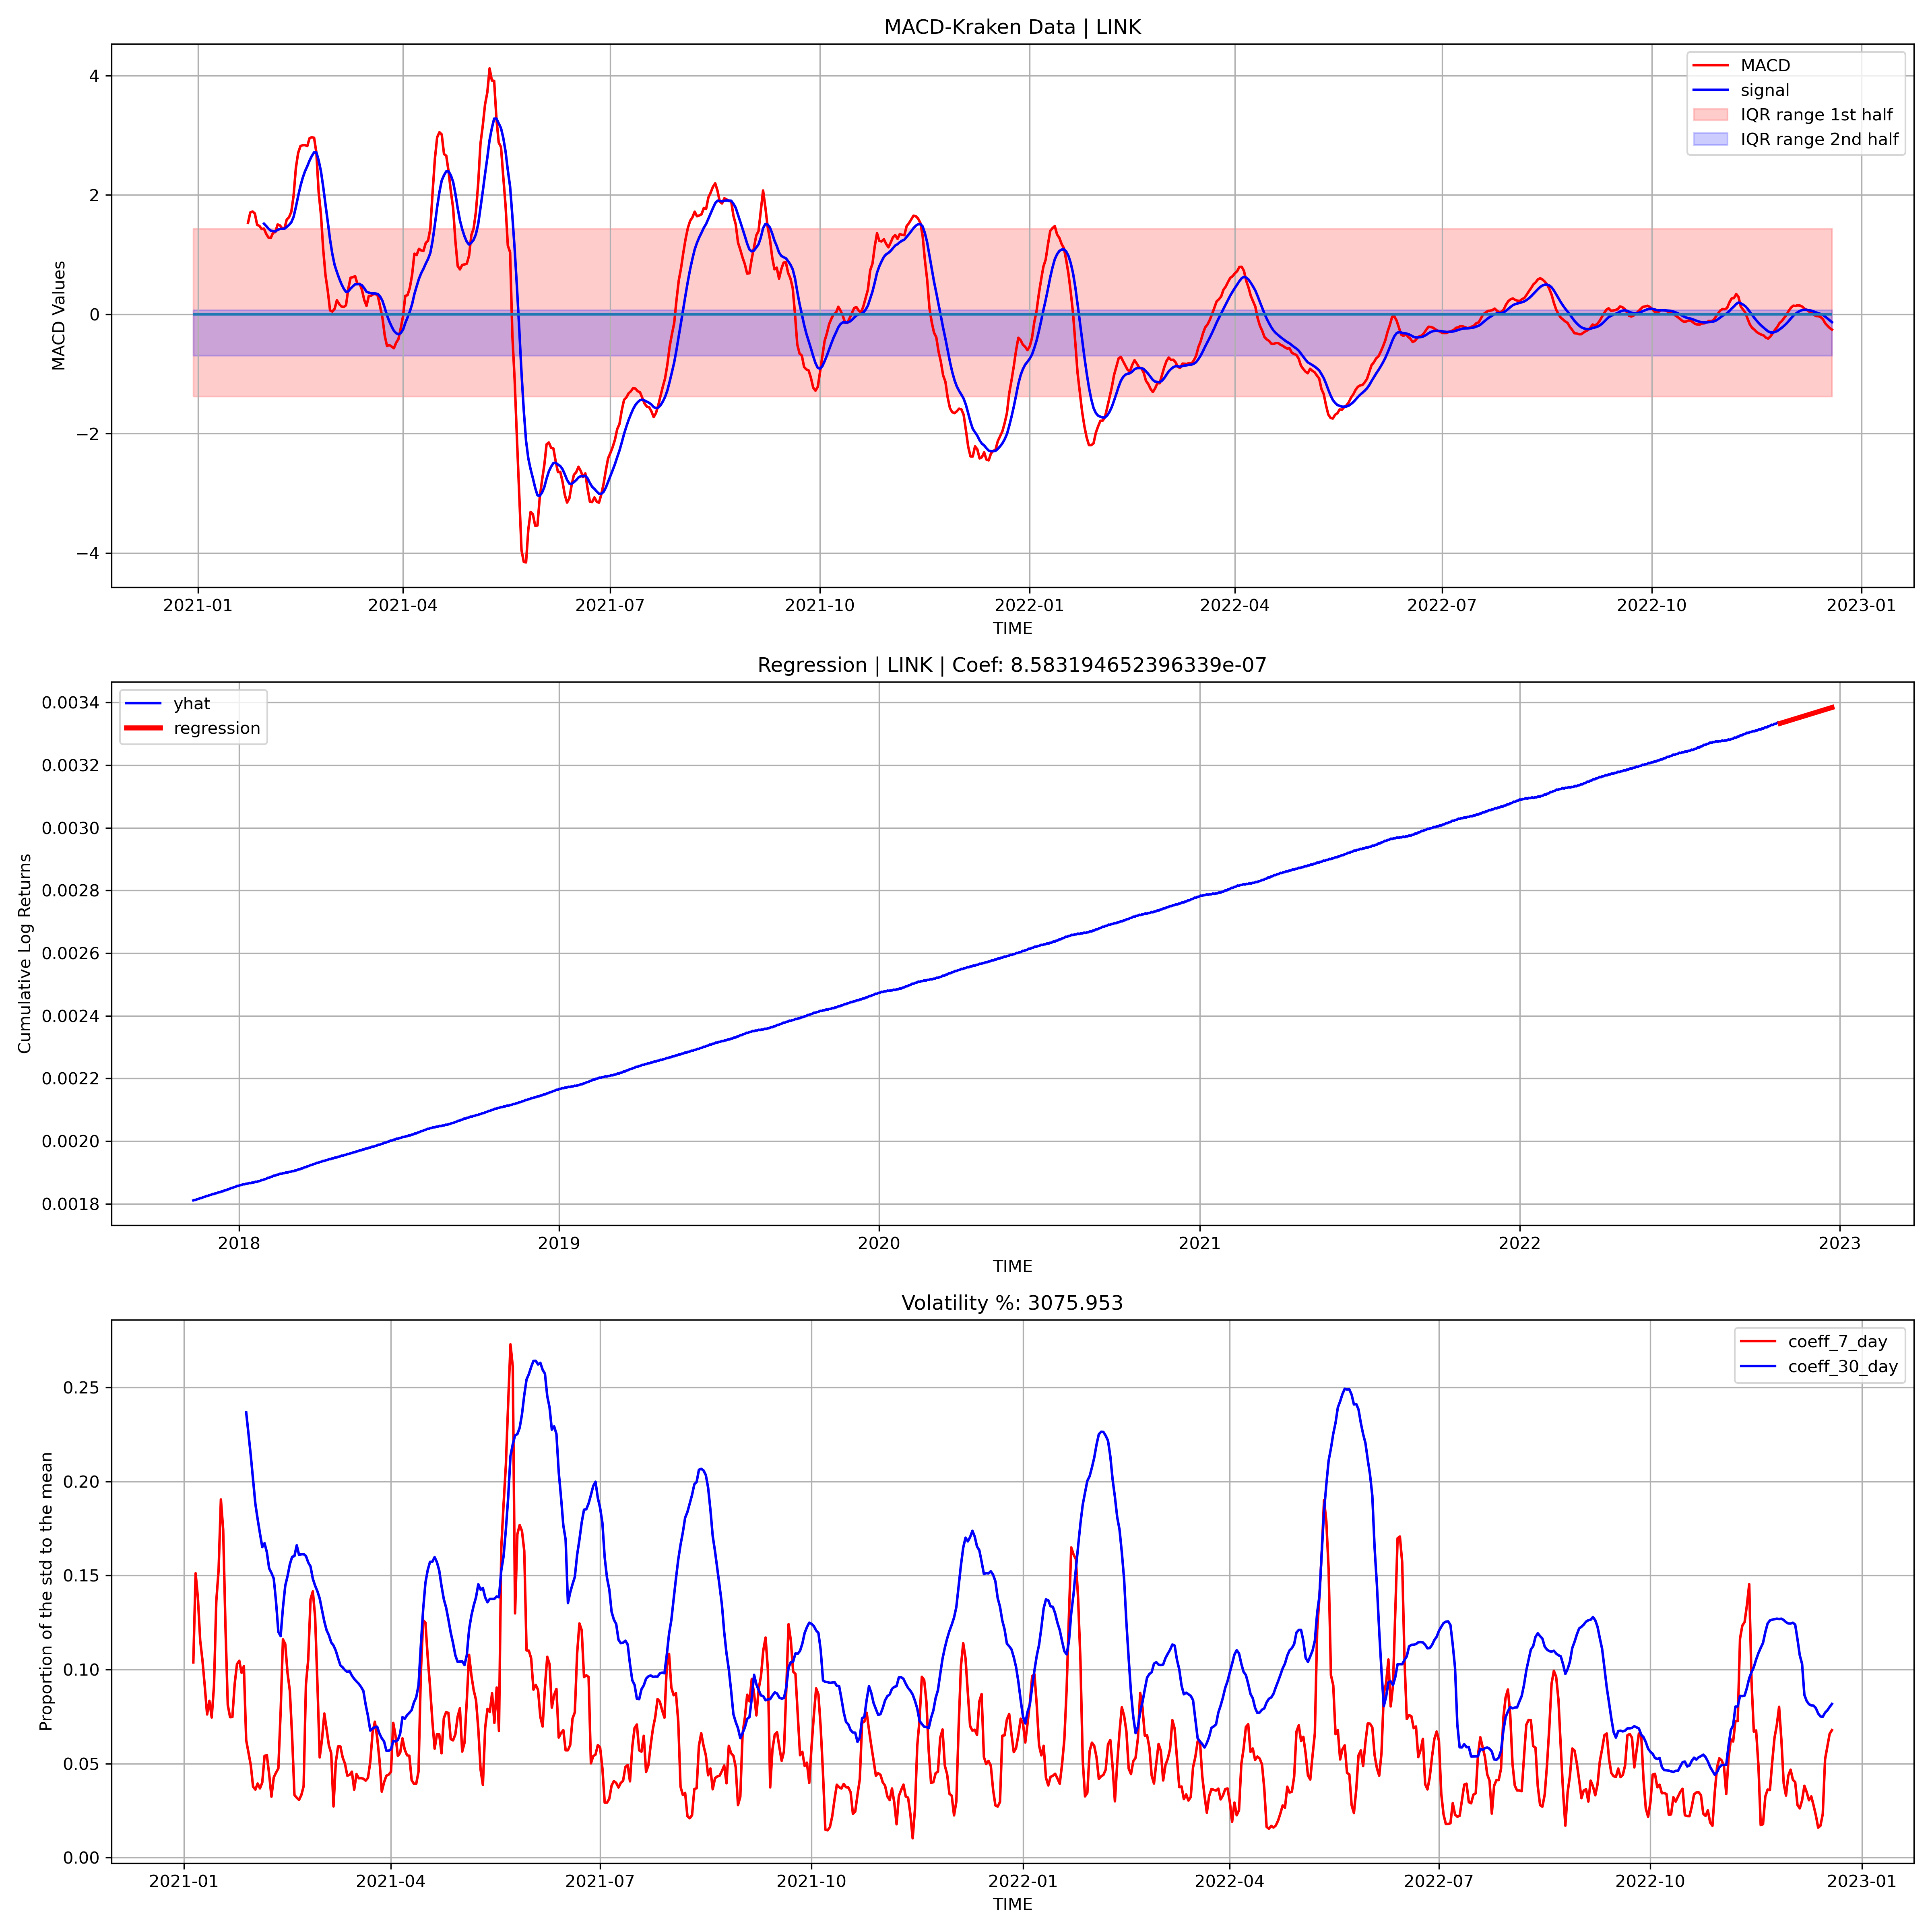 MACD-Kraken Data | LINK
MACD
signal
IQR range 1st half
IQR range 2nd half
MACD Values
4
2
0
−2
−4
2021-01 2021-04 2021-07 2021-10 2022-01 2022-04 2022-07 2022-10 2023-01
TIME
Regression | LINK | Coef: 8.583194652396339e-07
yhat
regression
Cumulative Log Returns
0.0034
0.0032
0.0030
0.0028
0.0026
0.0024
0.0022
0.0020
0.0018
2018 2019 2020 2021 2022 2023
TIME
Volatility %: 3075.953
coeff_7_day
coeff_30_day
Proportion of the std to the mean
0.25
0.20
0.15
0.10
0.05
0.00
2021-01 2021-04 2021-07 2021-10 2022-01 2022-04 2022-07 2022-10 2023-01
TIME